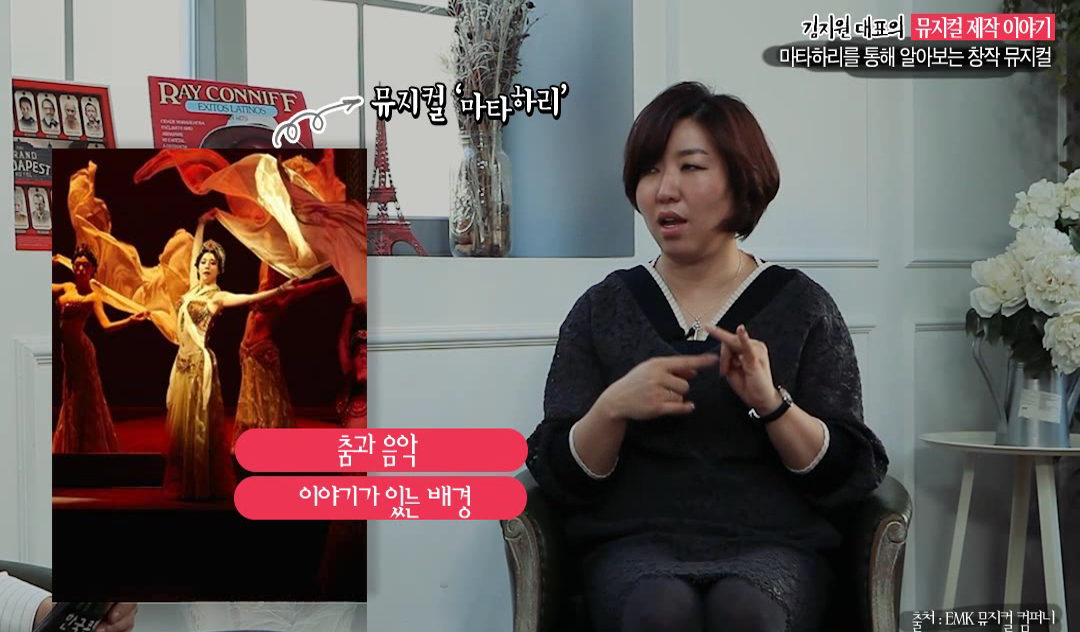 김지원 대표의 뮤지컬 제작 이야기
마타하리를 통해 알아보는 창작 뮤지컬
뮤지컬 '마타하리'
RAY CONNIFF
EXITOS LATINOS
춤과 음악
이야기가 있는 배경
출처 : EMK 뮤지컬 컴퍼니